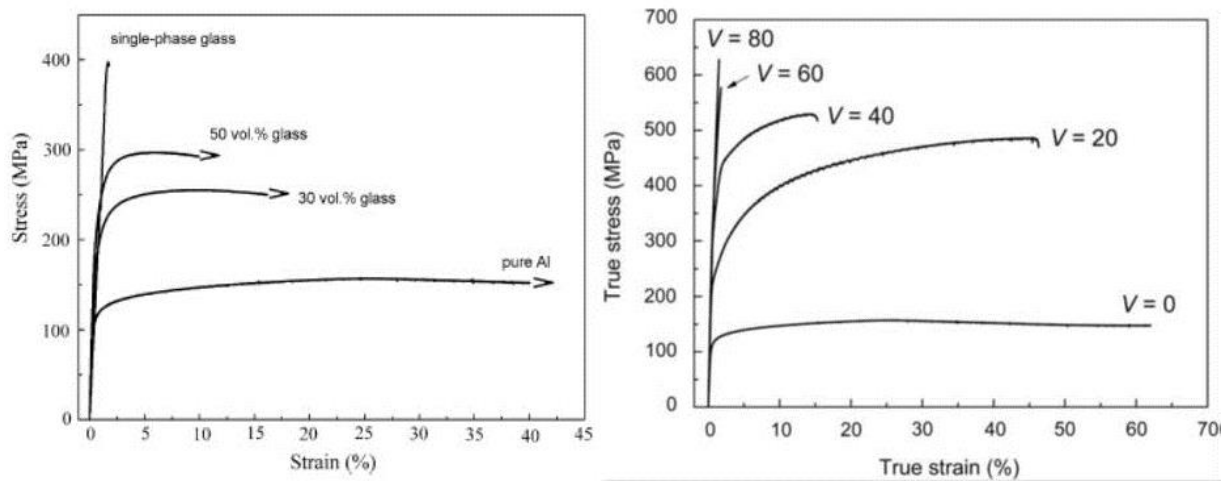 single-phase glass
400
50 vol.% glass
300
30 vol.% glass
200
pure Al
100
0
0 5 10 15 20 25 30 35 40 45
Stress (MPa)
Strain (%)
700
V = 80
600
V = 60
V = 40
500
V = 20
400
300
200
V = 0
100
0
0 10 20 30 40 50 60 700
True stress (MPa)
True strain (%)